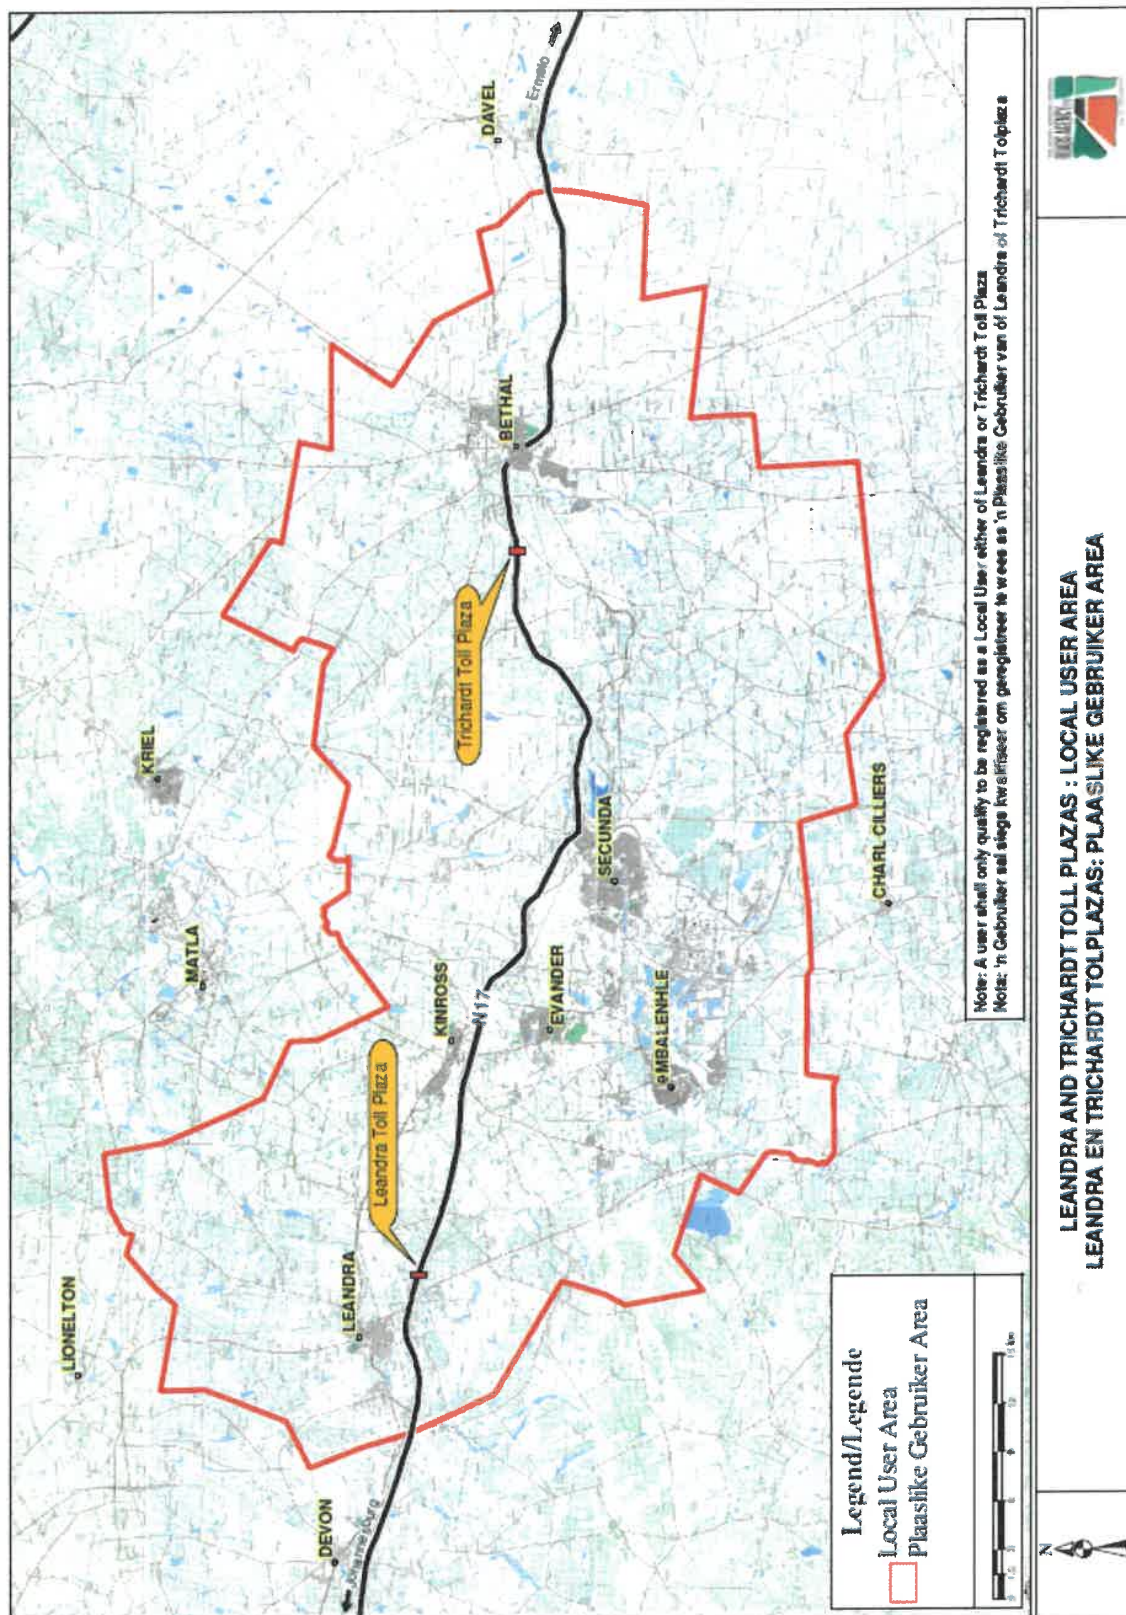 LIONELTON
KRIEL
MATLA
DAVEL
Ermelo
DEVON
Johannesburg
LEANDRA
Leandra Toll Plaza
KINROSS
N17
Trichardt Toll Plaza
BETHAL
EVANDER
SECUNDA
MBALENHLE
CHARL CILLIERS
Legend/Legende
Local User Area
Plaaslike Gebruiker Area
Note: A user shall only qualify to be registered as a Local User either of Leandra or Trichardt Toll Plaza
Nota: 'n Gebruiker sal slegs kwalifiseer om geregistreer te wees as 'n Plaaslike Gebruiker van óf Leandra of Trichardt Tolplaza
N
LEANDRA AND TRICHARDT TOLL PLAZAS : LOCAL USER AREA
LEANDRA EN TRICHARDT TOLPLAZAS: PLAASLIKE GEBRUIKER AREA